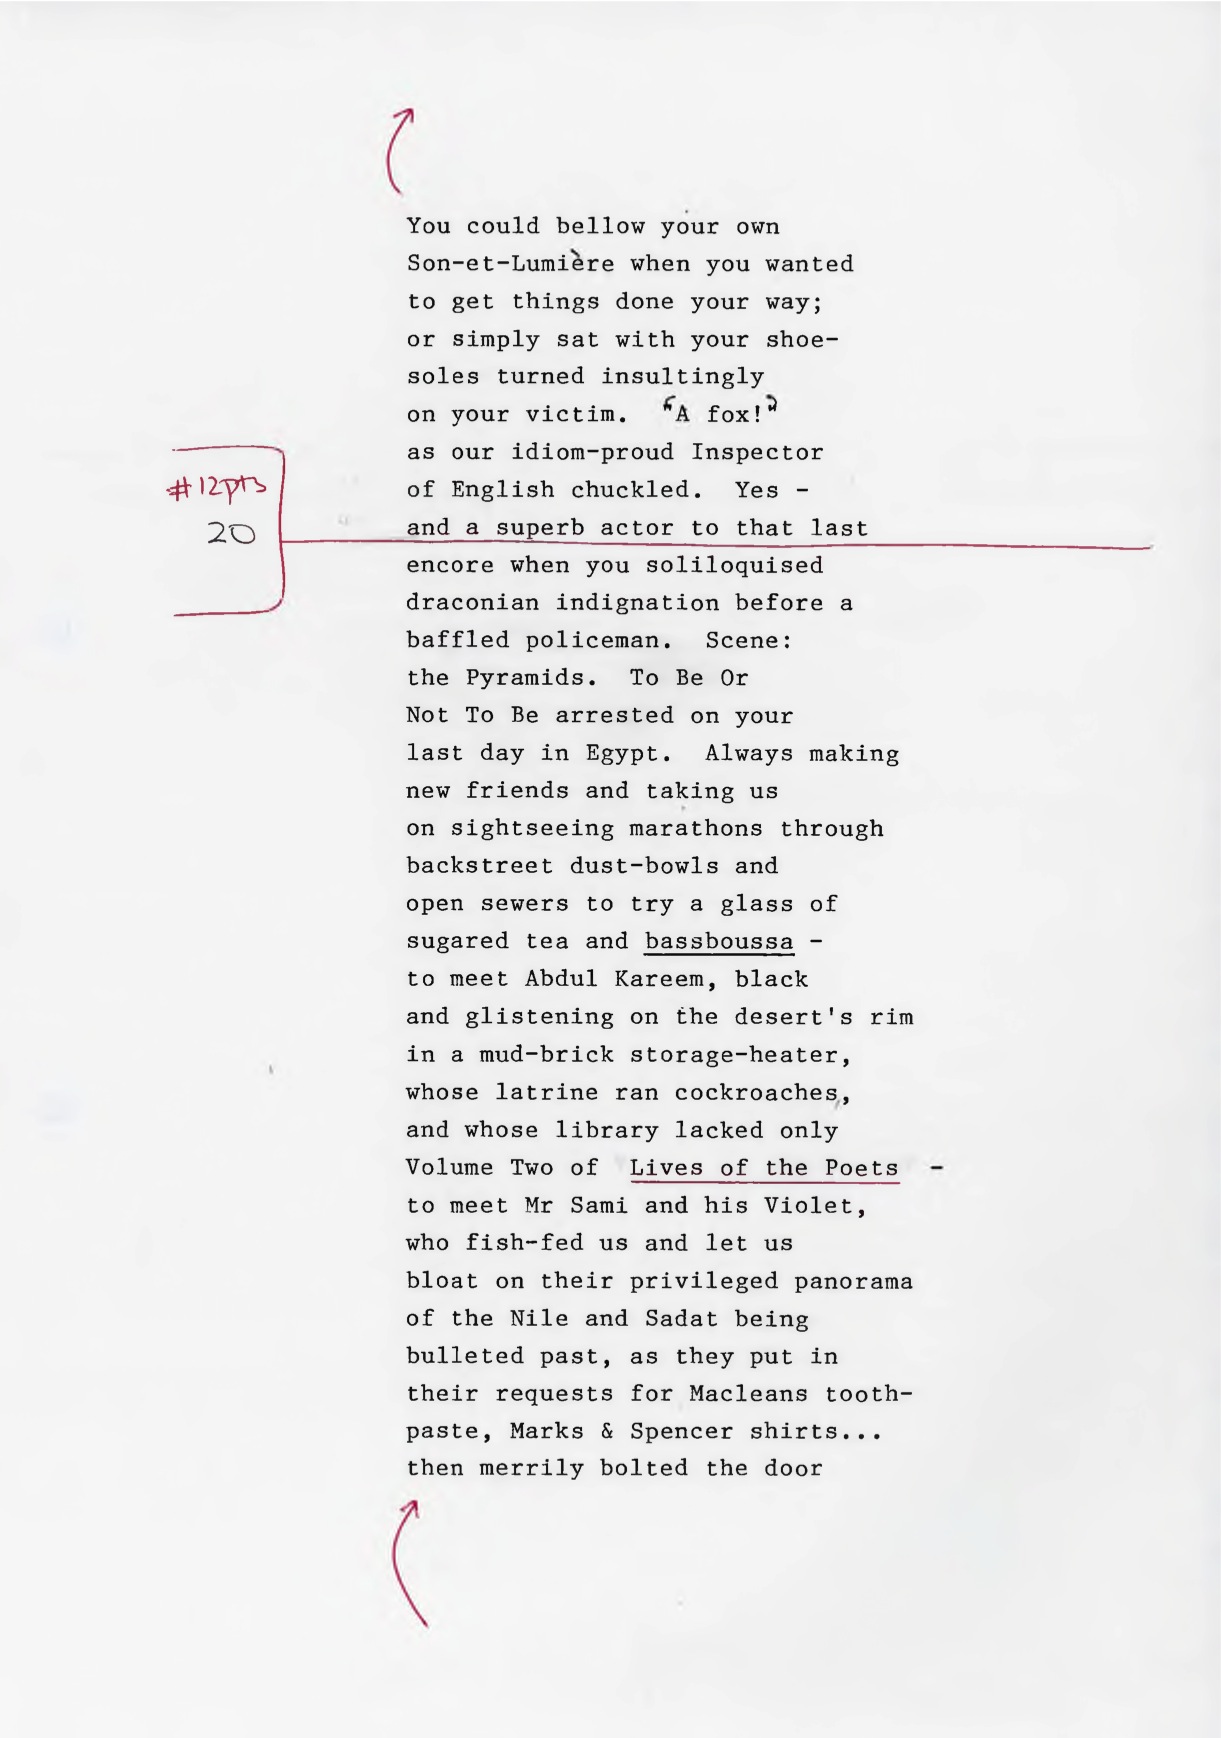 You could bellow your own
Son-et-Lumière when you wanted
to get things done your way;
or simply sat with your shoe-
soles turned insultingly
on your victim.  "A fox!"
as our idiom-proud Inspector
#12pts
of English chuckled.  Yes -
20
and a superb actor to that last
encore when you soliloquised
draconian indignation before a
baffled policeman.  Scene:
the Pyramids.  To Be Or
Not To Be arrested on your
last day in Egypt.  Always making
new friends and taking us
on sightseeing marathons through
backstreet dust-bowls and
open sewers to try a glass of
sugared tea and bassboussa -
to meet Abdul Kareem, black
and glistening on the desert's rim
in a mud-brick storage-heater,
whose latrine ran cockroaches,
and whose library lacked only
Volume Two of  Lives of the Poets  -
to meet Mr Sami and his Violet,
who fish-fed us and let us
bloat on their privileged panorama
of the Nile and Sadat being
bulleted past, as they put in
their requests for Macleans tooth-
paste, Marks & Spencer shirts...
then merrily bolted the door